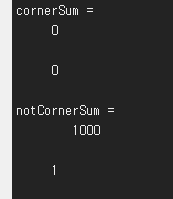 cornerSum =
0
0
notCornerSum =
1000
1